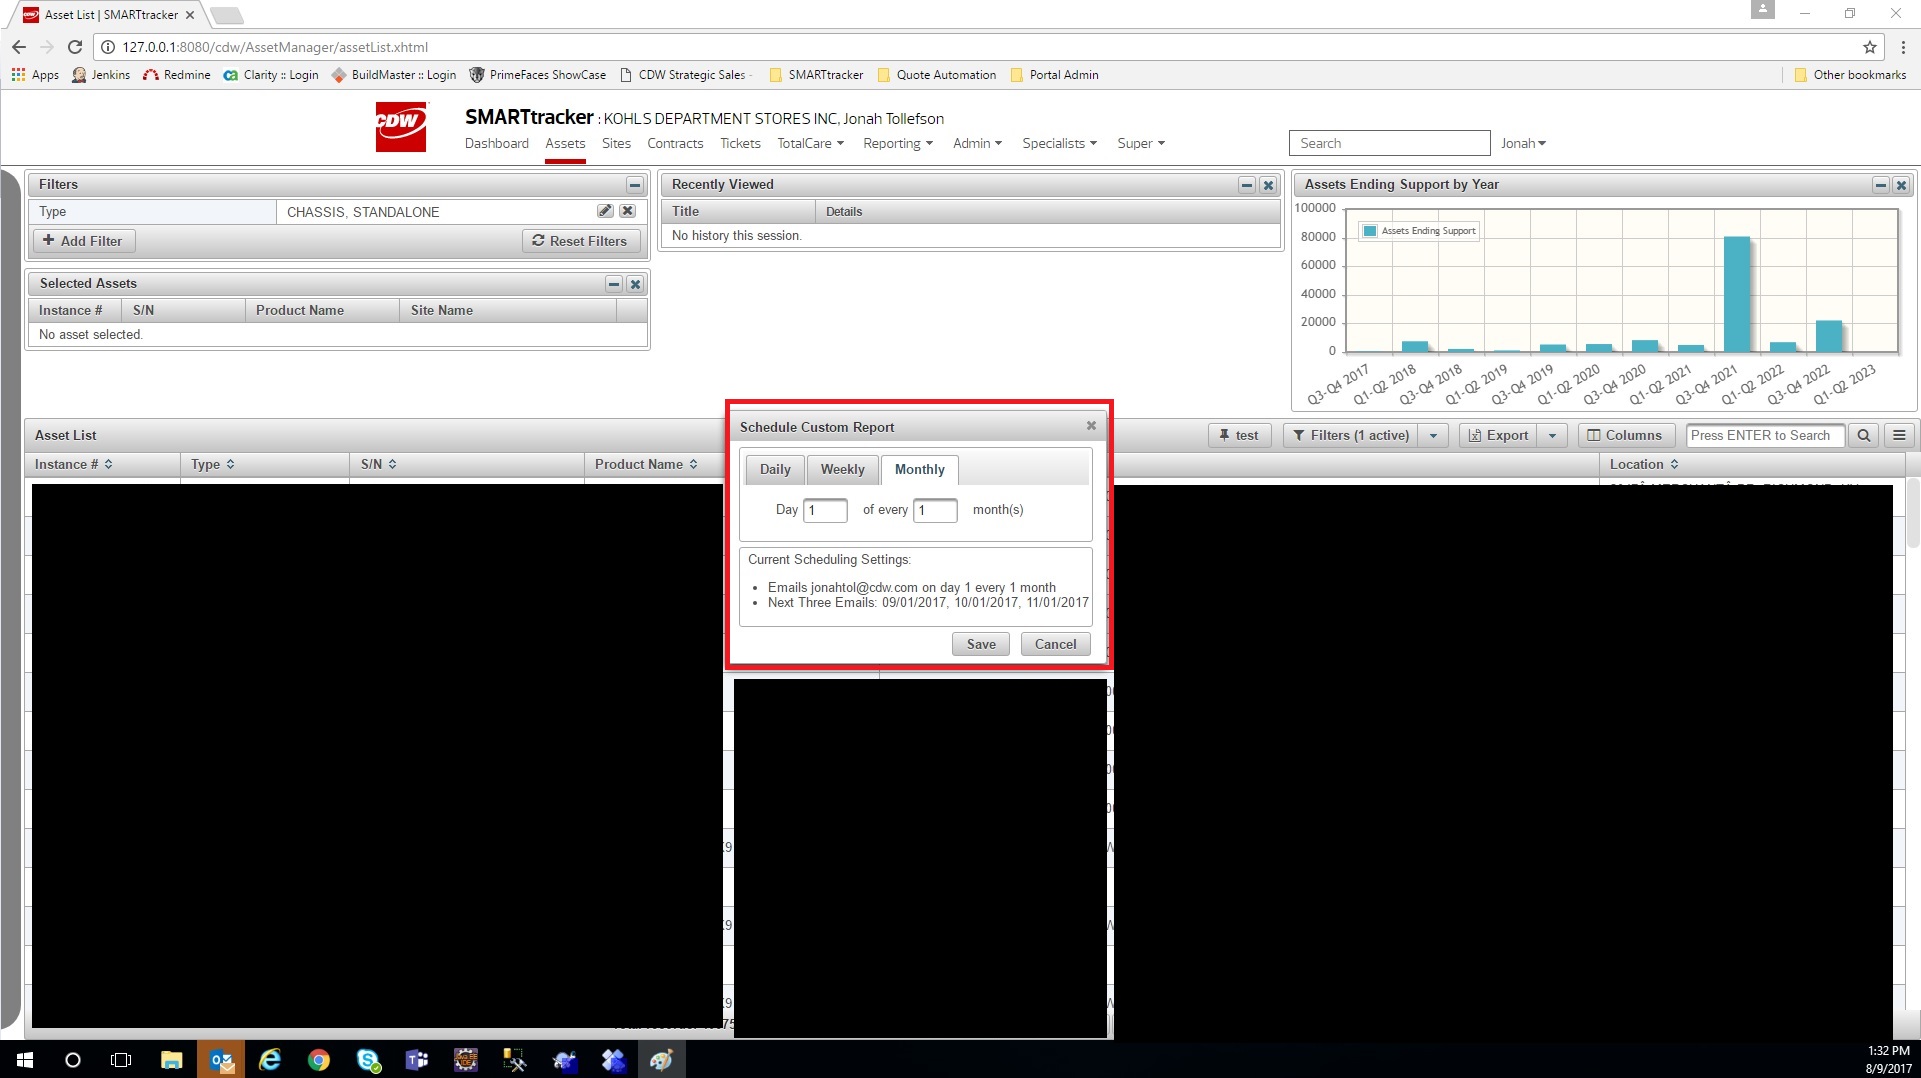 Asset List | SMARTtracker
127.0.0.1:8080/cdw/AssetManager/assetList.xhtml
Apps Jenkins Redmine Clarity :: Login BuildMaster :: Login PrimeFaces ShowCase CDW Strategic Sales - SMARTtracker Quote Automation Portal Admin Other bookmarks
CDW
SMARTtracker : KOHLS DEPARTMENT STORES INC, Jonah Tollefson
Dashboard Assets Sites Contracts Tickets TotalCare Reporting Admin Specialists Super Search Jonah
Filters
Type CHASSIS, STANDALONE
Add Filter Reset Filters
Selected Assets
Instance # S/N Product Name Site Name
No asset selected.
Recently Viewed
Title Details
No history this session.
Assets Ending Support by Year
100000
80000
60000
40000
20000
0
Assets Ending Support
Q3-Q4 2017 Q1-Q2 2018 Q3-Q4 2018 Q1-Q2 2019 Q3-Q4 2019 Q1-Q2 2020 Q3-Q4 2020 Q1-Q2 2021 Q3-Q4 2021 Q1-Q2 2022 Q3-Q4 2022 Q1-Q2 2023
Asset List test Filters (1 active) Export Columns Press ENTER to Search
Instance # Type S/N Product Name Location
Schedule Custom Report
Daily Weekly Monthly
Day 1 of every 1 month(s)
Current Scheduling Settings:
• Emails jonahtol@cdw.com on day 1 every 1 month
• Next Three Emails: 09/01/2017, 10/01/2017, 11/01/2017
Save Cancel
1:32 PM
8/9/2017